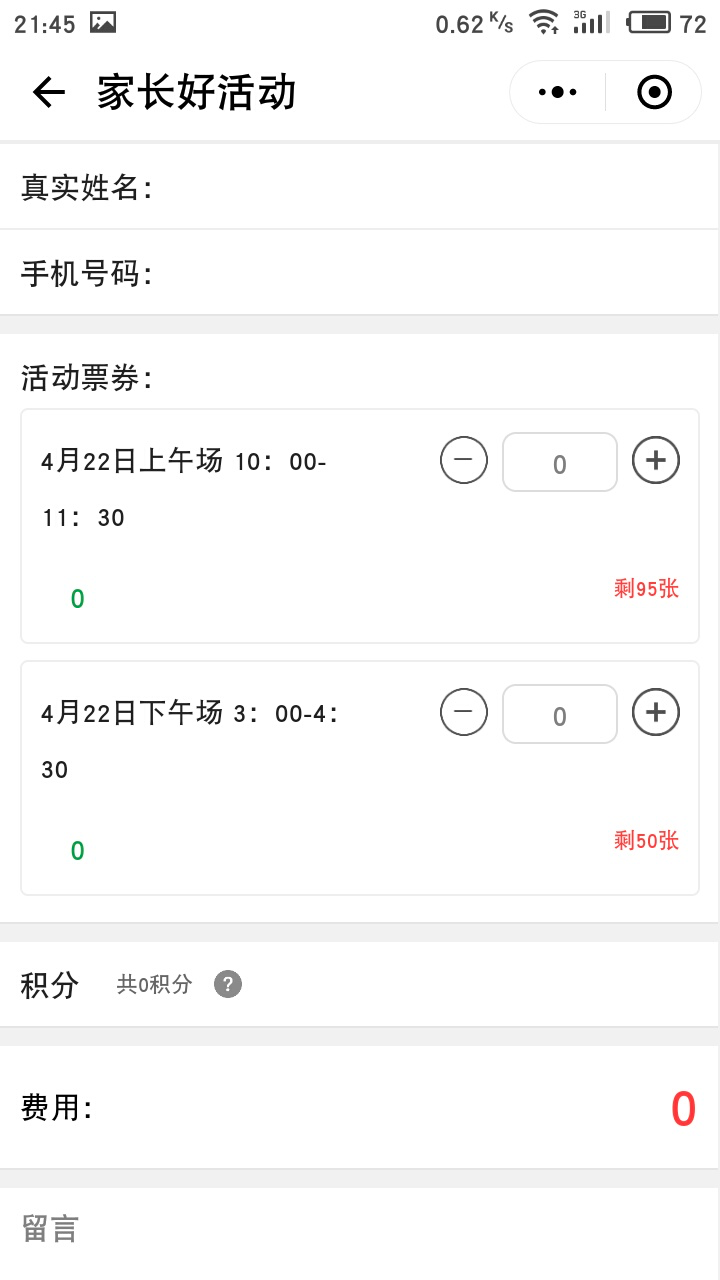 21:45 0.62 K/s 3G 72
家长好活动
真实姓名:
手机号码:
活动票券:
4月22日上午场 10：00-
0
11：30
0
剩95张
4月22日下午场 3：00-4：
0
30
0
剩50张
积分 共0积分 ?
费用: 0
留言